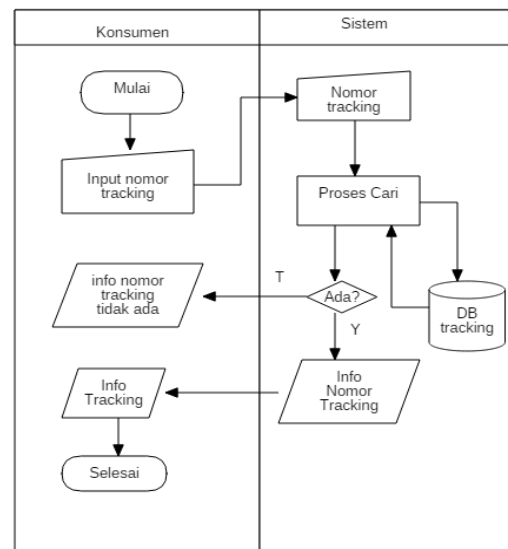 Konsumen
Sistem
Mulai
Nomor
tracking
Input nomor
tracking
Proses Cari
info nomor
tracking
tidak ada
T
Ada?
DB
tracking
Y
Info
Tracking
Info
Nomor
Tracking
Selesai